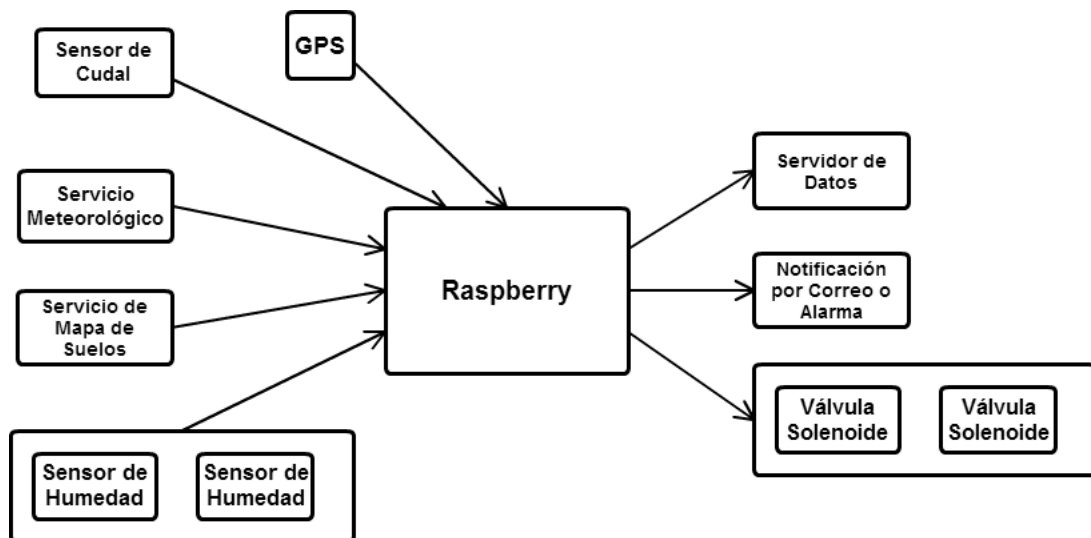 Sensor de
Cudal
GPS
Servicio
Meteorológico
Servicio de
Mapa de
Suelos
Sensor de
Humedad
Sensor de
Humedad
Raspberry
Servidor de
Datos
Notificación
por Correo o
Alarma
Válvula
Solenoide
Válvula
Solenoide